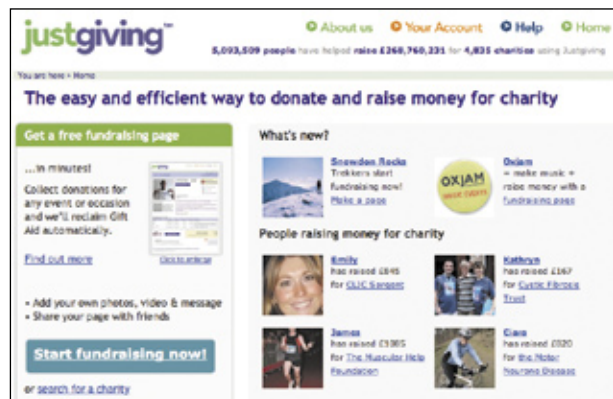 justgiving™
About us Your Account Help Home
5,093,509 people have helped raise £260,760,231 for 4,835 charities using Justgiving
You are here > Home
The easy and efficient way to donate and raise money for charity
Get a free fundraising page
...in minutes!
Collect donations for
any event or occasion
and we'll reclaim Gift
Aid automatically.
Find out more
Click to enlarge
• Add your own photos, video & message
• Share your page with friends
Start fundraising now!
or search for a charity
What's new?
Snowdon Rocks
Trekkers start
fundraising now!
Make a page
OXJAM
Oxjam
= make music =
raise money with a
fundraising page
People raising money for charity
Emily
has raised £845
for CLIC Sargent
Kathryn
has raised £167
for Cystic Fibrosis
Trust
James
has raised
for The Muscular Help
Foundation
Ciara
has raised £820
for the Motor
Neurone Disease